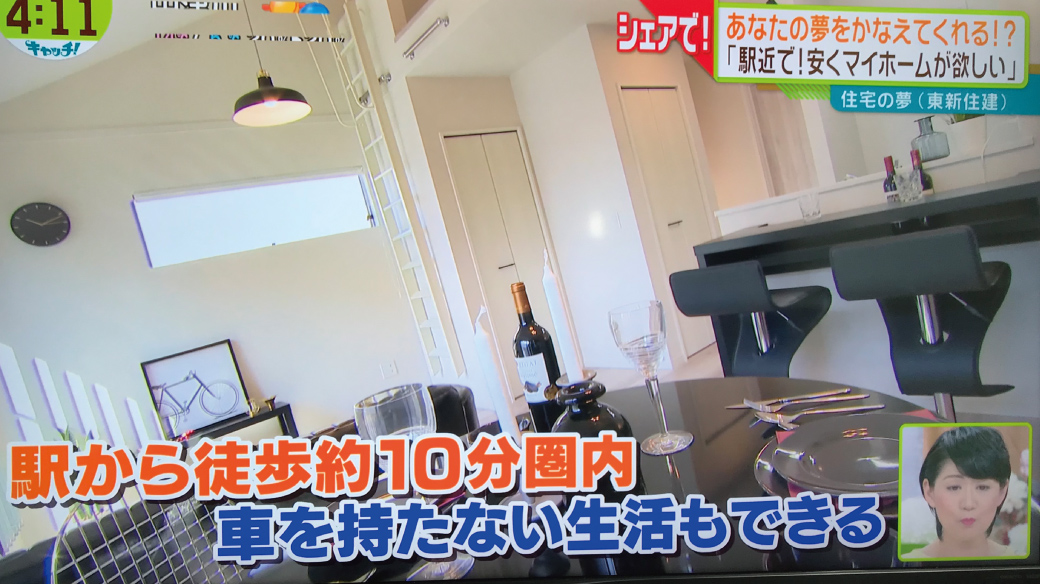 4:11
キャッチ!
シェアで!
あなたの夢をかなえてくれる!?
「駅近で!安くマイホームが欲しい」
住宅の夢(東新住建)
駅から徒歩約10分圏内
車を持たない生活もできる